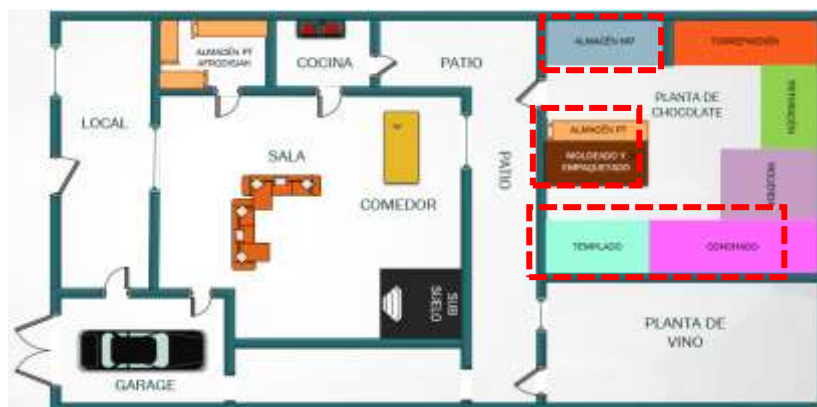 ALMACÉN PT
AFRODISIAH
COCINA
PATIO
ALMACÉN MP
TORREFACCIÓN
LOCAL
SALA
COMEDOR
SUB
SUELO
PATIO
PLANTA DE
CHOCOLATE
ALMACÉN PT
MOLDEADO Y
EMPAQUETADO
TEMPLADO
CONCHADO
GARAGE
PLANTA DE
VINO